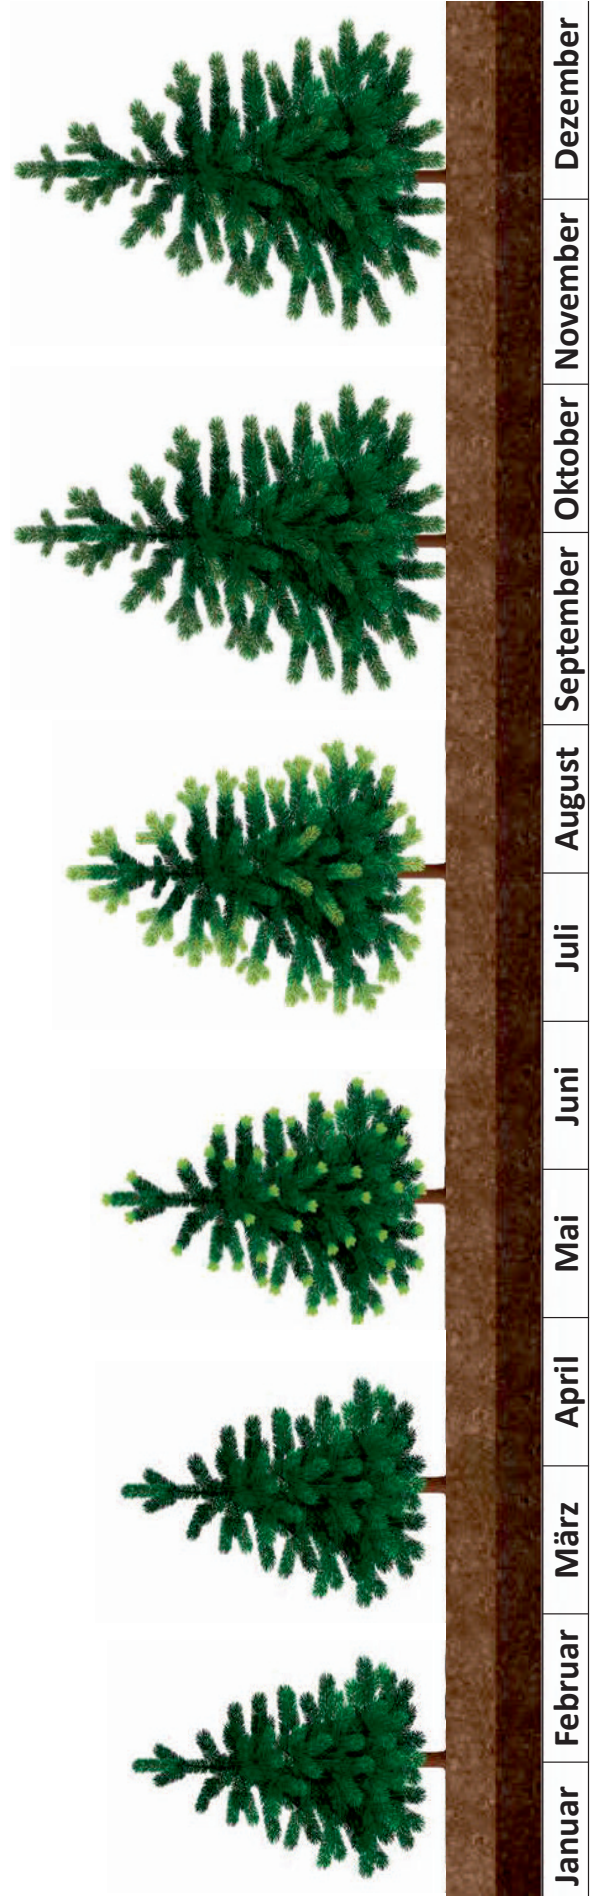 Januar
Februar
März
April
Mai
Juni
Juli
August
September
Oktober
November
Dezember